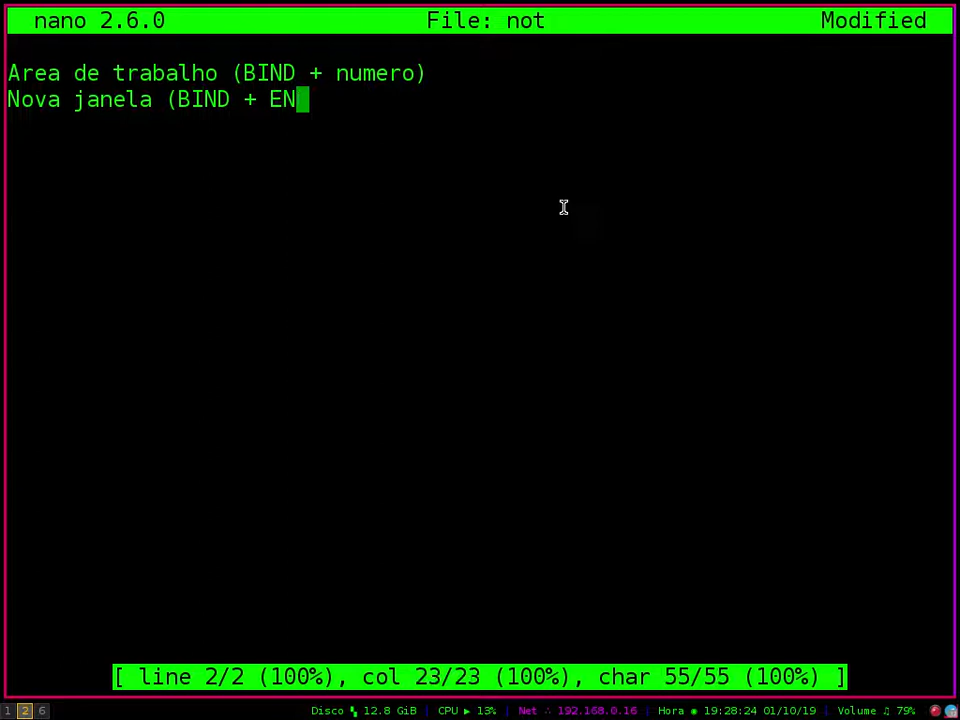 nano 2.6.0 File: not Modified
Area de trabalho (BIND + numero)
Nova janela (BIND + EN
[ line 2/2 (100%), col 23/23 (100%), char 55/55 (100%) ]
1 2 6 Disco ▚ 12.8 GiB | CPU ▶ 13% | Net ∴ 192.168.0.16 | Hora ◉ 19:28:24 01/10/19 | Volume ♫ 79%